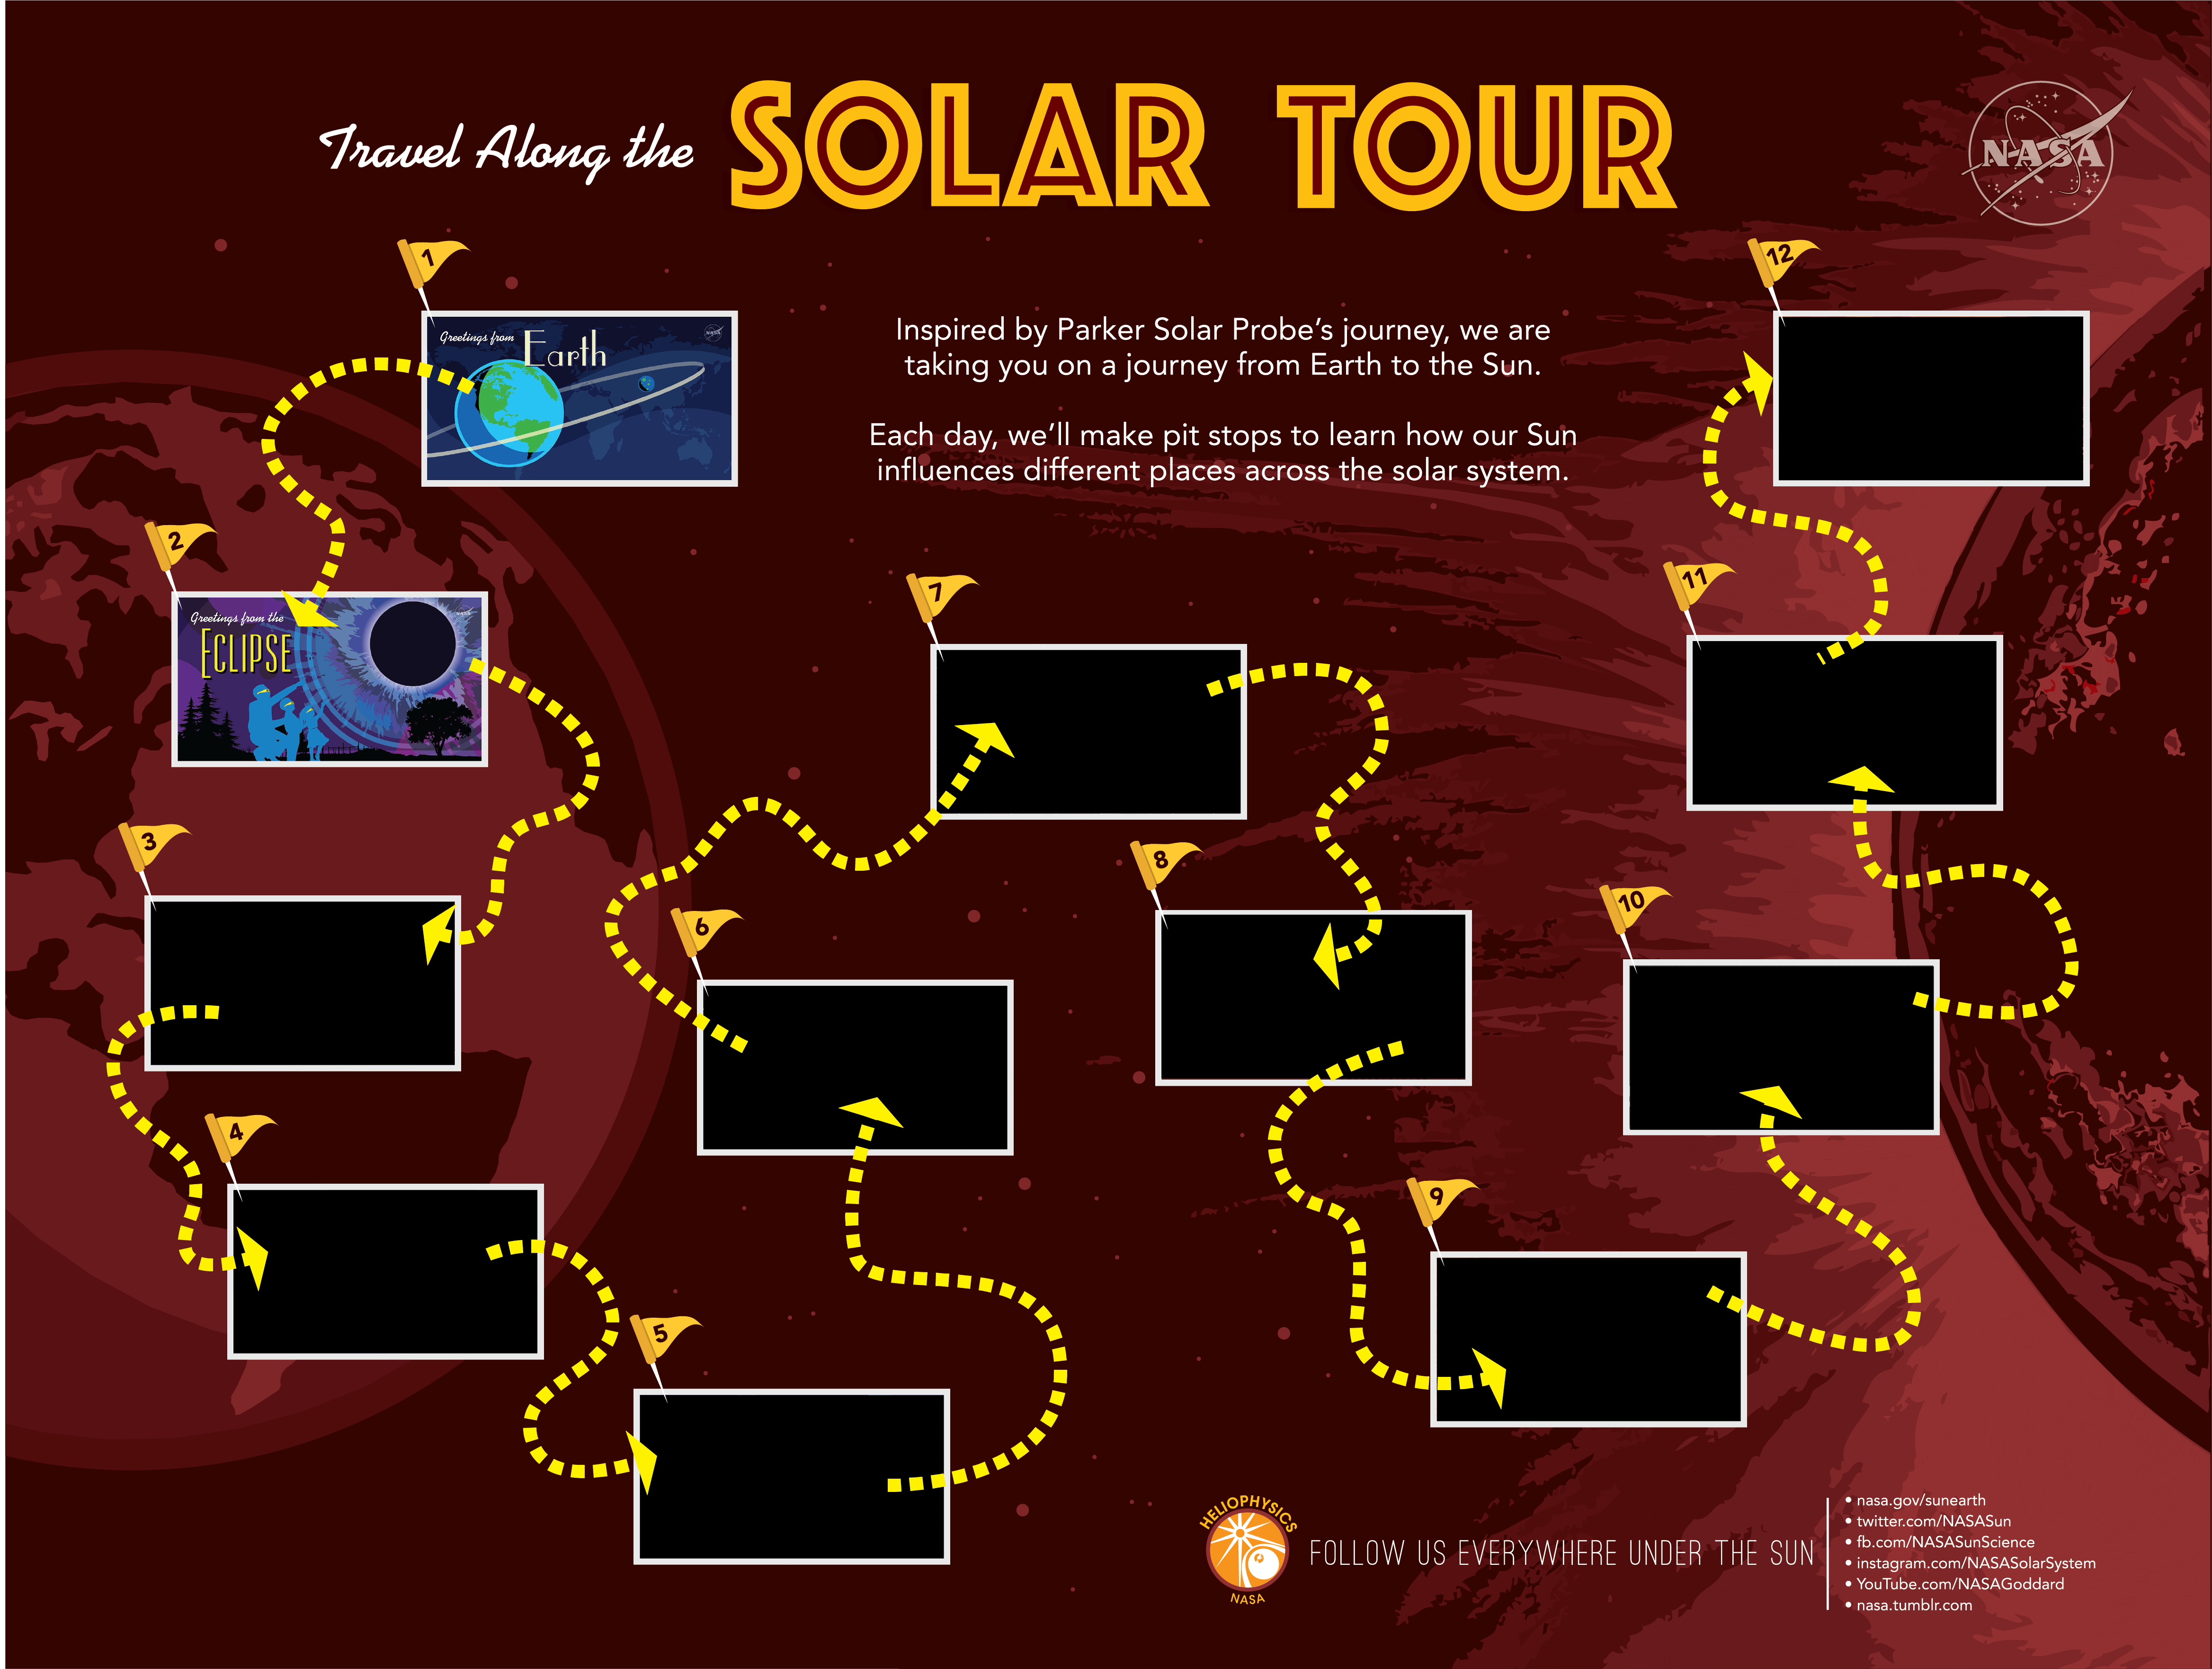 Travel Along the SOLAR TOUR
NASA
1
Greetings from Earth
NASA
Inspired by Parker Solar Probe's journey, we are
taking you on a journey from Earth to the Sun.
Each day, we'll make pit stops to learn how our Sun
influences different places across the solar system.
12
2
Greetings from the
ECLIPSE
NASA
7
11
3
8
10
6
4
9
5
HELIOPHYSICS
NASA
FOLLOW US EVERYWHERE UNDER THE SUN
• nasa.gov/sunearth
• twitter.com/NASASun
• fb.com/NASASunScience
• instagram.com/NASASolarSystem
• YouTube.com/NASAGoddard
• nasa.tumblr.com